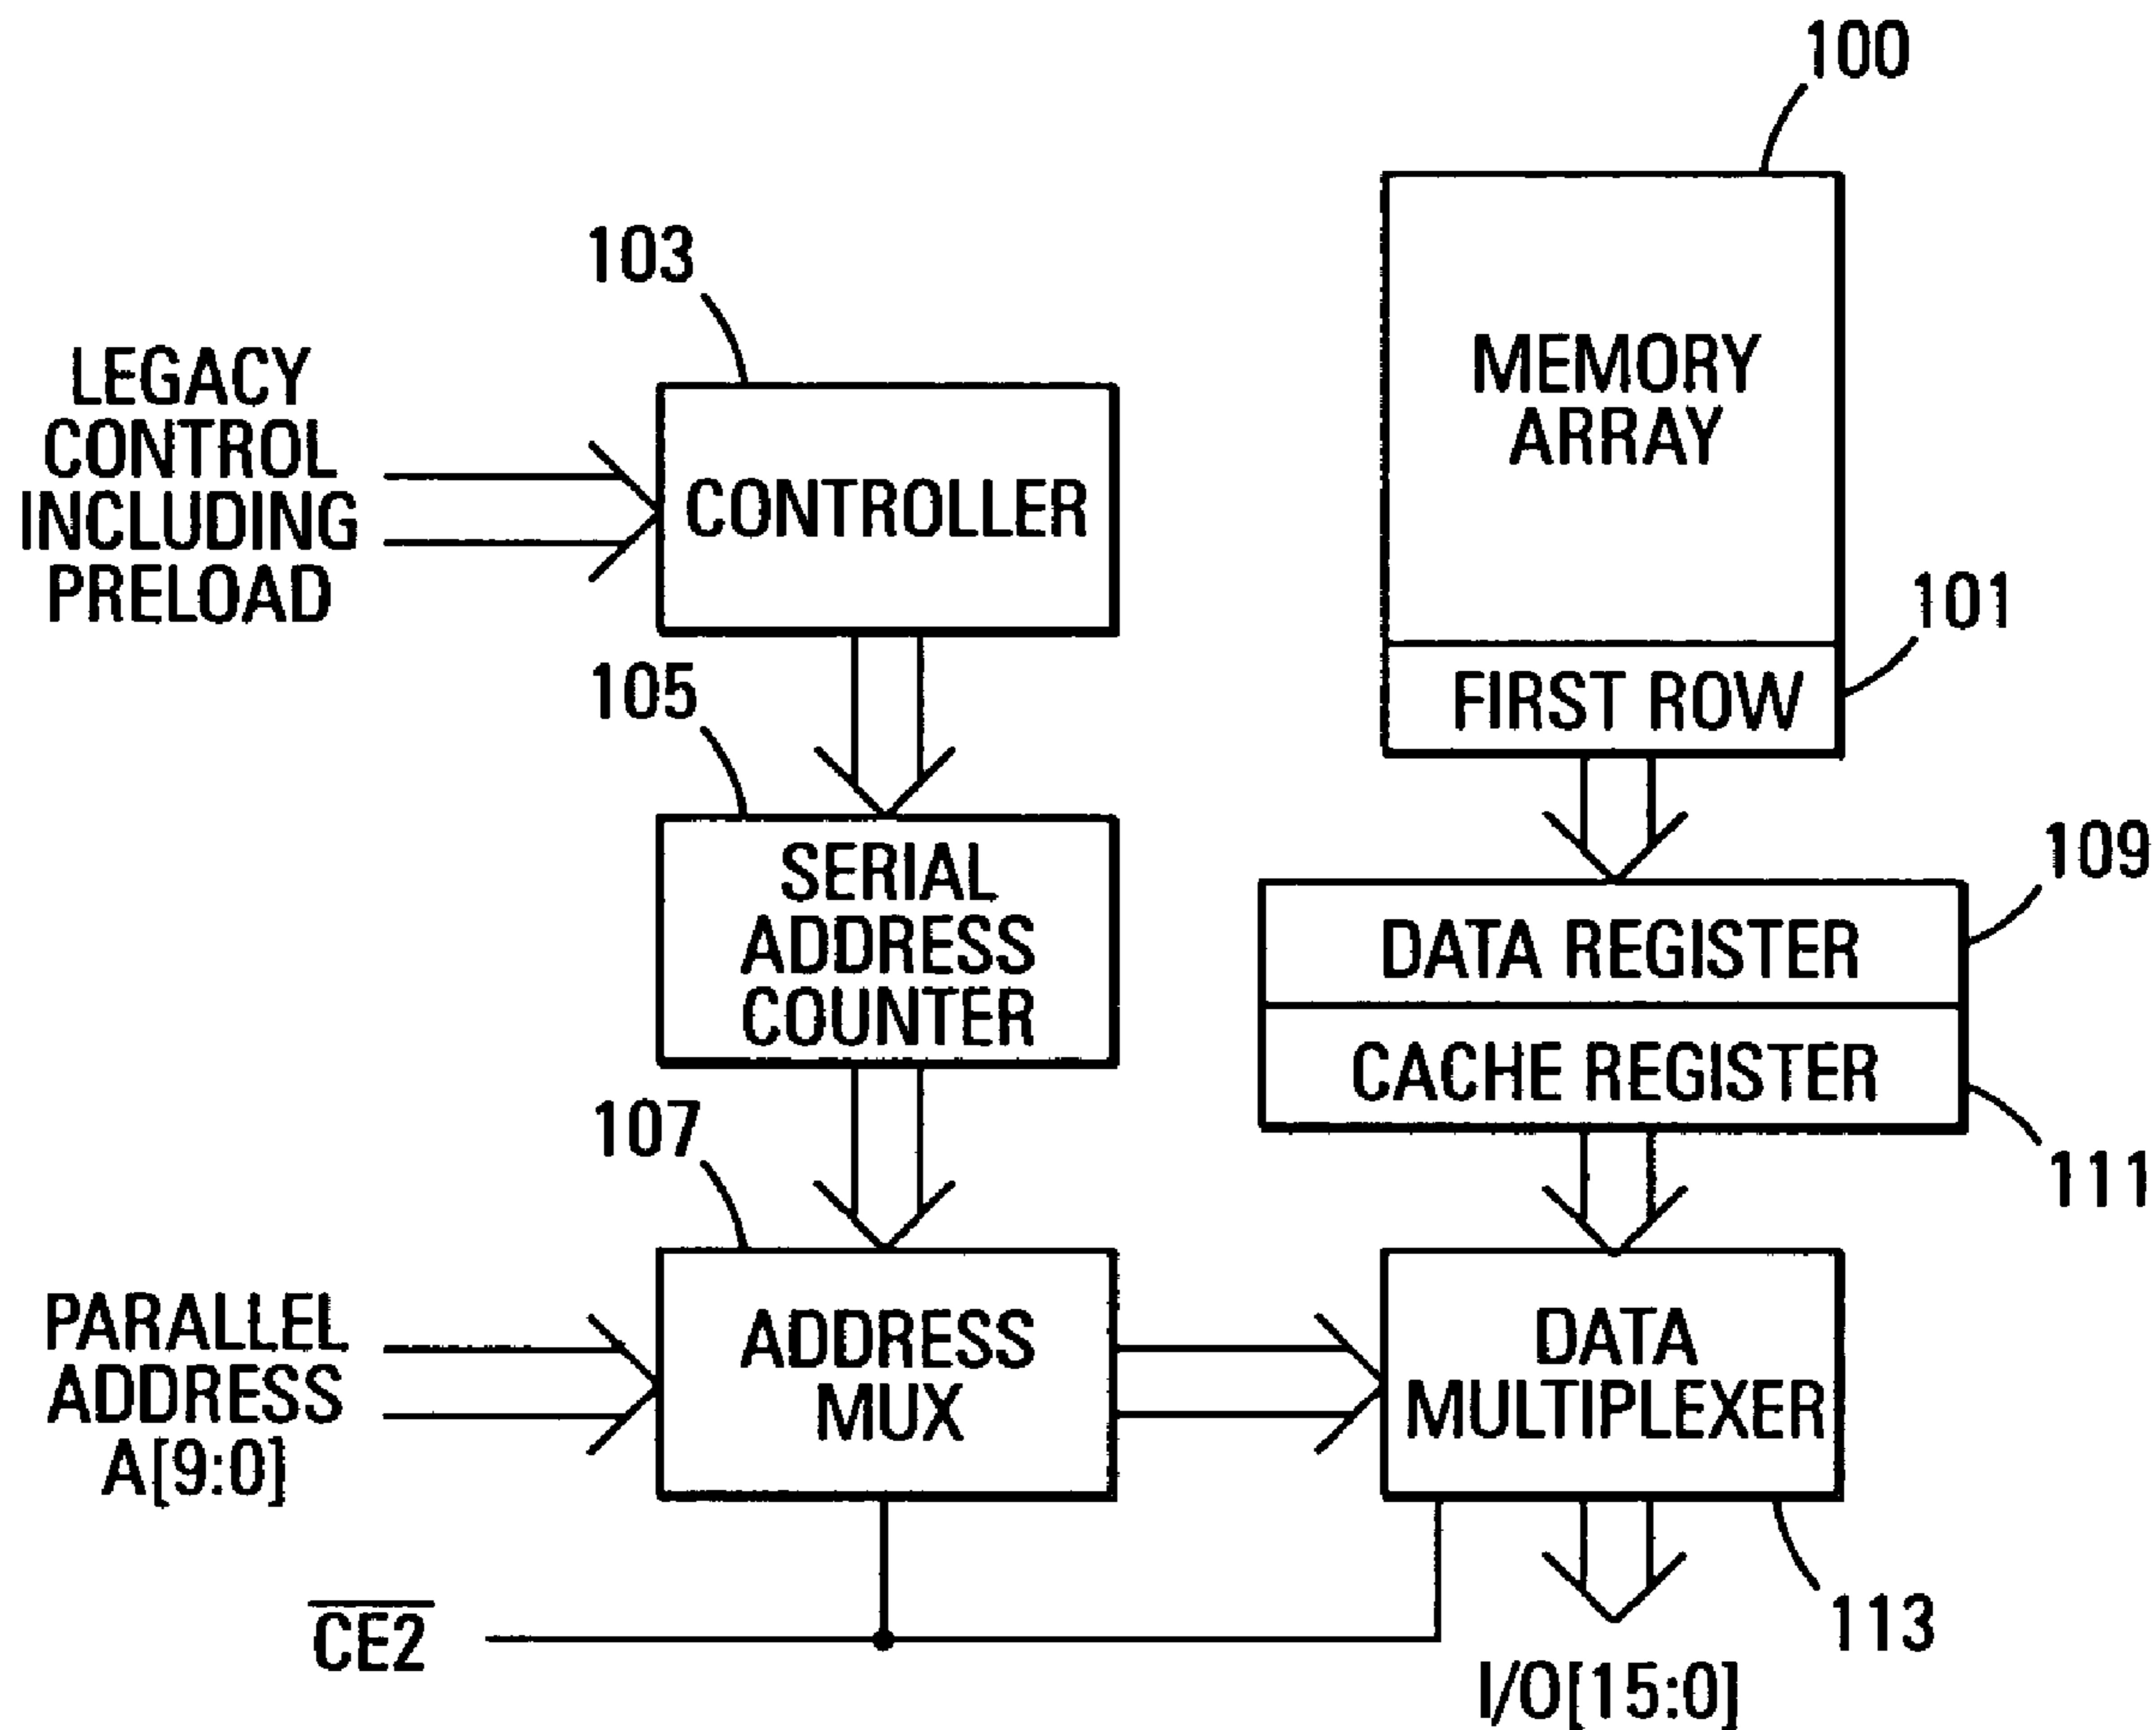 100
103
LEGACY
CONTROL
INCLUDING
PRELOAD
CONTROLLER
MEMORY
ARRAY
101
FIRST ROW
105
SERIAL
ADDRESS
COUNTER
109
DATA REGISTER
CACHE REGISTER
111
107
PARALLEL
ADDRESS
A[9:0]
ADDRESS
MUX
DATA
MULTIPLEXER
113
C̅E̅2̅
I/O[15:0]